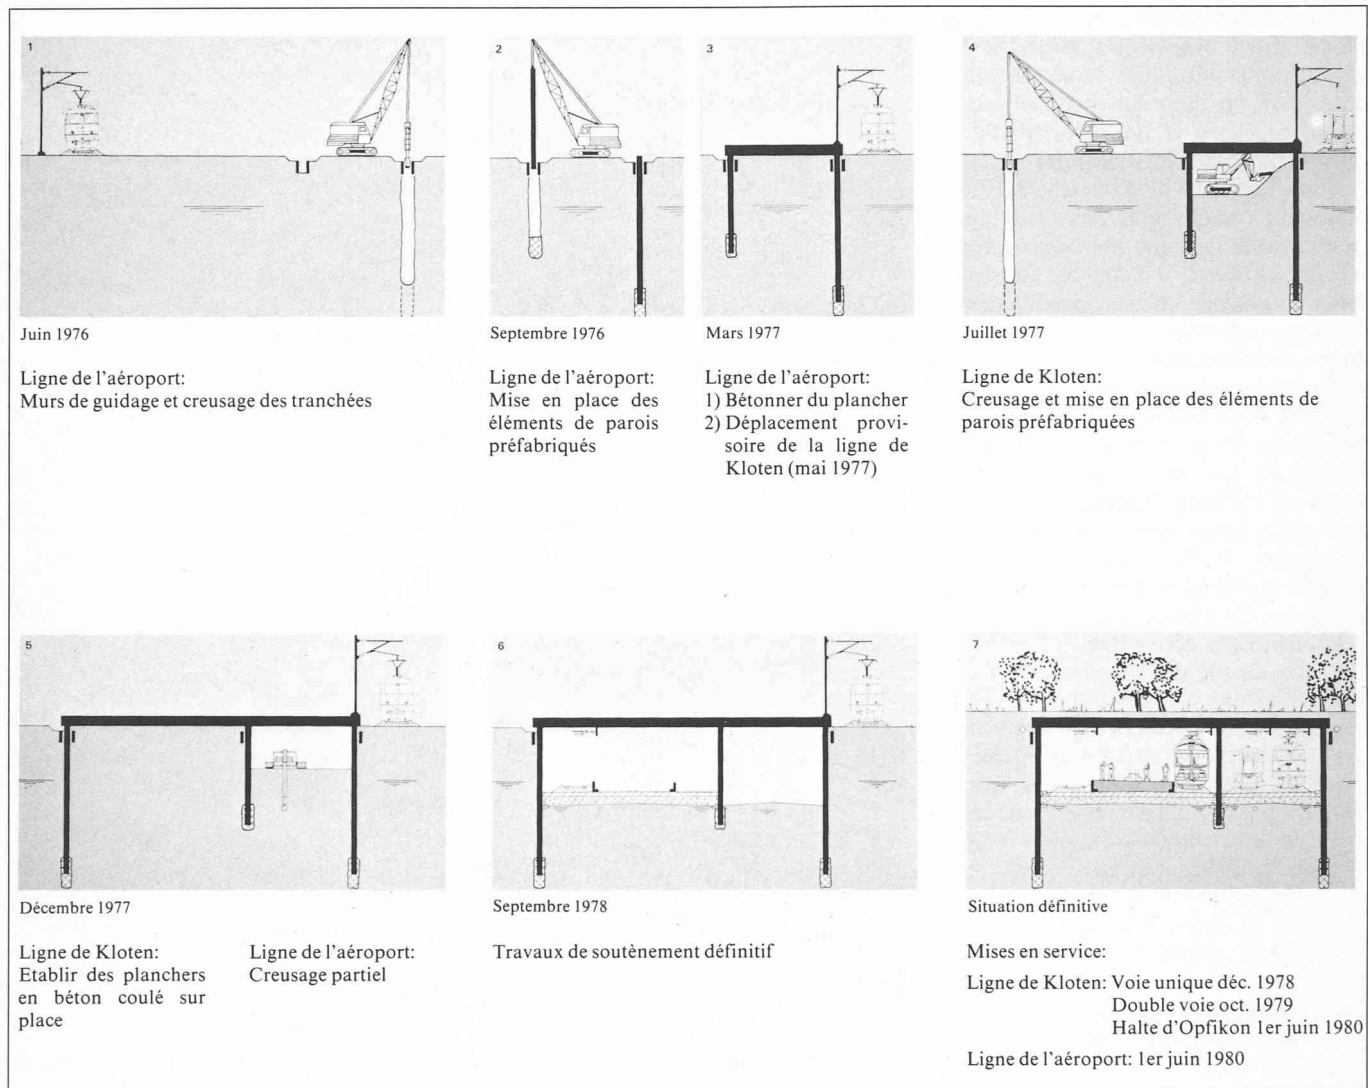 1
Juin 1976
Ligne de l'aéroport:
Murs de guidage et creusage des tranchées
2
Septembre 1976
Ligne de l'aéroport:
Mise en place des
éléments de parois
préfabriqués
3
Mars 1977
Ligne de l'aéroport:
1) Bétonner du plancher
2) Déplacement provi-
soire de la ligne de
Kloten (mai 1977)
4
Juillet 1977
Ligne de Kloten:
Creusage et mise en place des éléments de
parois préfabriquées
5
Décembre 1977
Ligne de Kloten:
Etablir des planchers
en béton coulé sur
place
Ligne de l'aéroport:
Creusage partiel
6
Septembre 1978
Travaux de soutènement définitif
7
Situation définitive
Mises en service:
Ligne de Kloten: Voie unique déc. 1978
Double voie oct. 1979
Halte d'Opfikon 1er juin 1980
Ligne de l'aéroport: 1er juin 1980